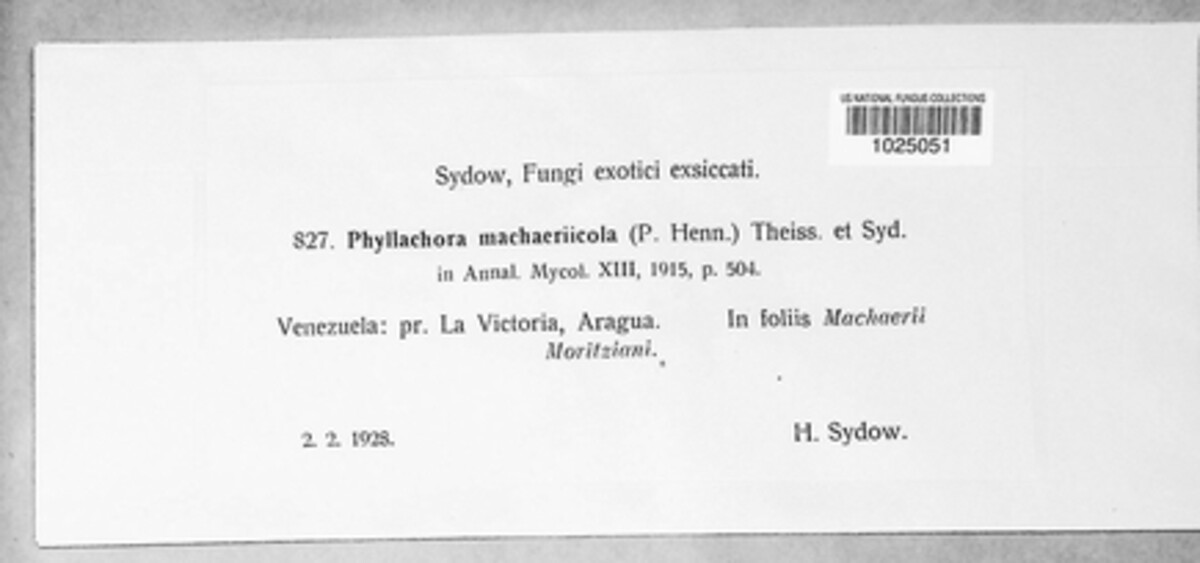 US NATIONAL FUNGUS COLLECTIONS
1025051
Sydow, Fungi exotici exsiccati.
827. Phyllachora machaeriicola (P. Henn.) Theiss. et Syd.
in Annal. Mycol. XIII, 1915, p. 504.
Venezuela: pr. La Victoria, Aragua. In foliis Machaerii
Moritziani.
2. 2. 1928. H. Sydow.